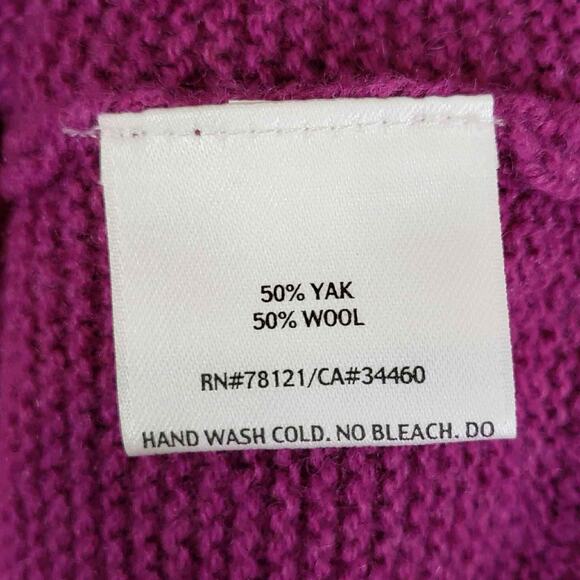 50% YAK
50% WOOL
RN#78121/CA#34460
HAND WASH COLD. NO BLEACH. DO